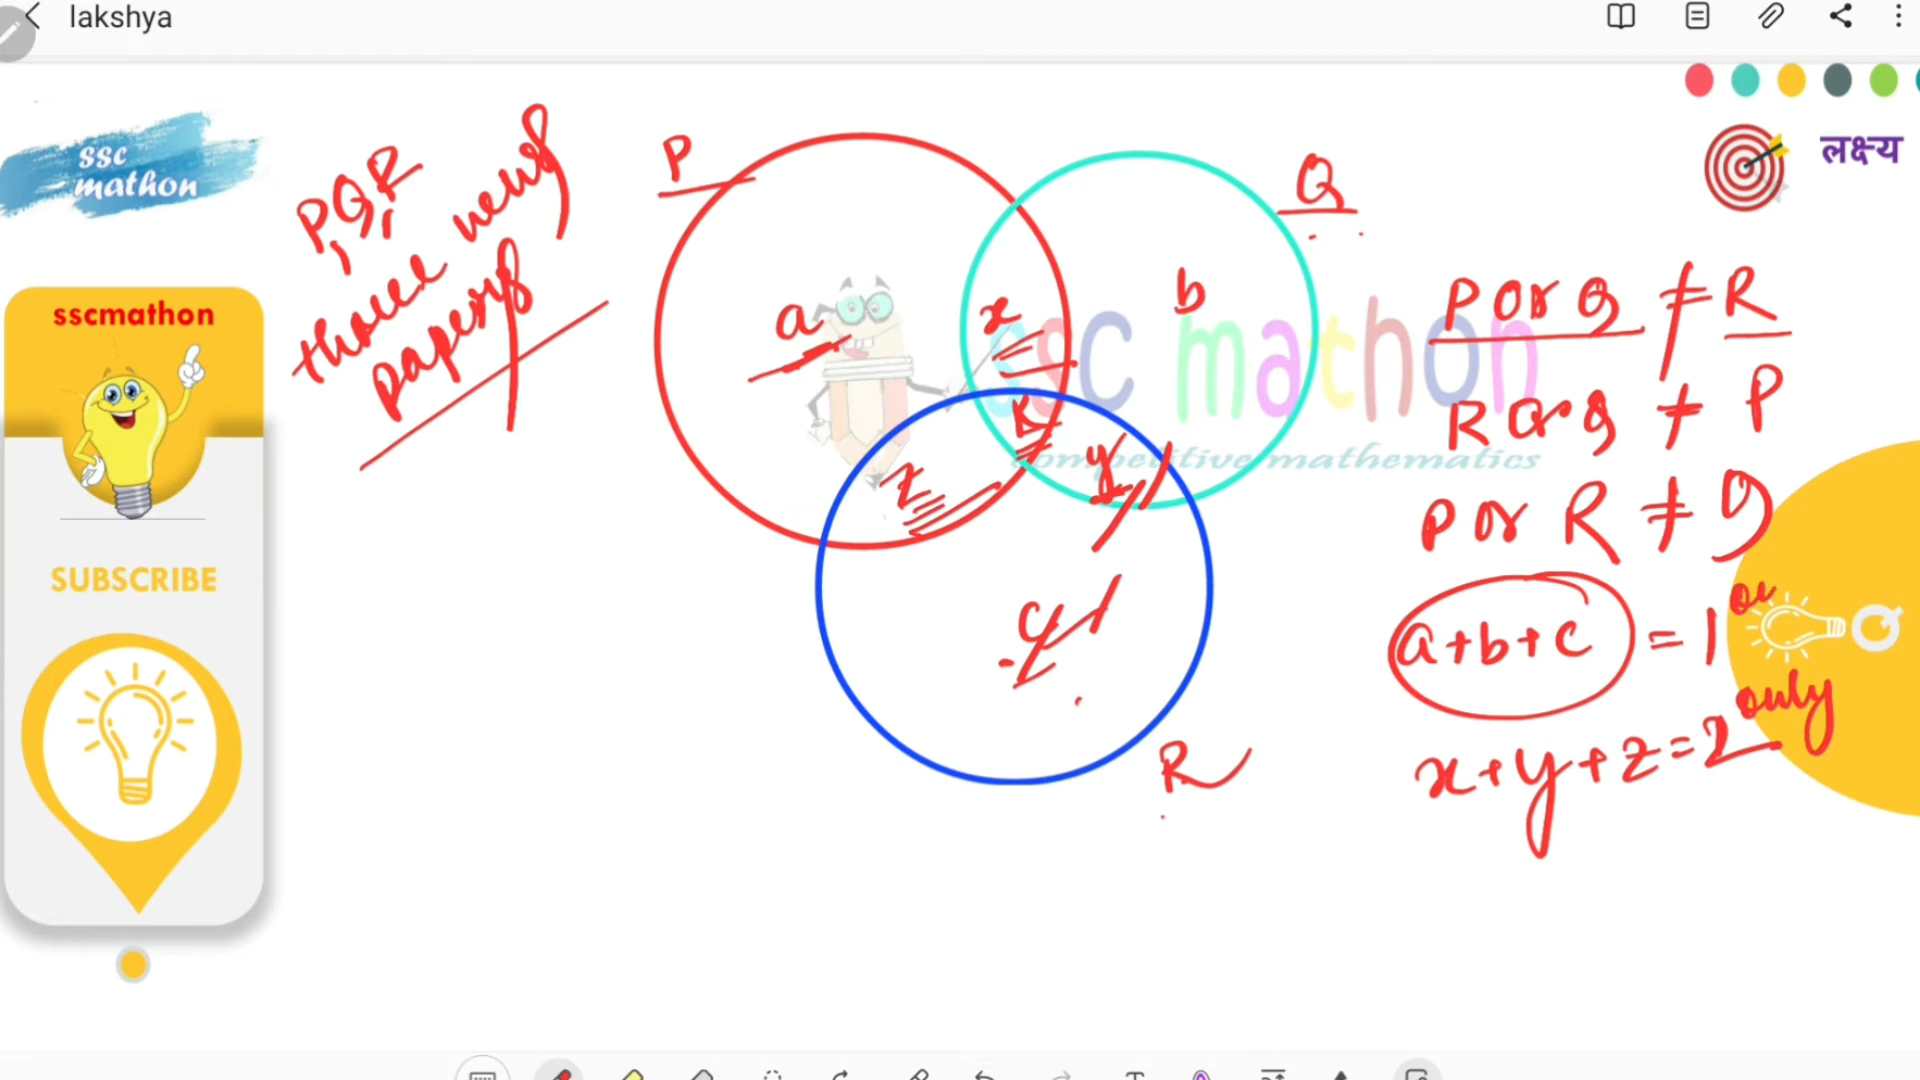 lakshya
ssc
mathon
लक्ष्य
P, Q, R
three news
papers
P
Q
a
x
b
k
z
y
c
R
P or Q ≠ R
R or Q ≠ P
P or R ≠ Q
a+b+c = 1 only
x+y+z=2 only
ssc mathon
competitive mathematics
sscmathon
SUBSCRIBE
Q